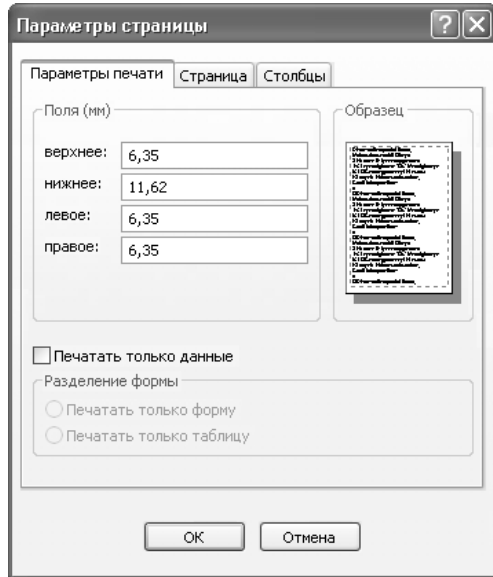 Параметры страницы
Параметры печати Страница Столбцы
Поля (мм) Образец
верхнее: 6,35
нижнее: 11,62
левое: 6,35
правое: 6,35
Печатать только данные
Разделение формы
Печатать только форму
Печатать только таблицу
ОК Отмена